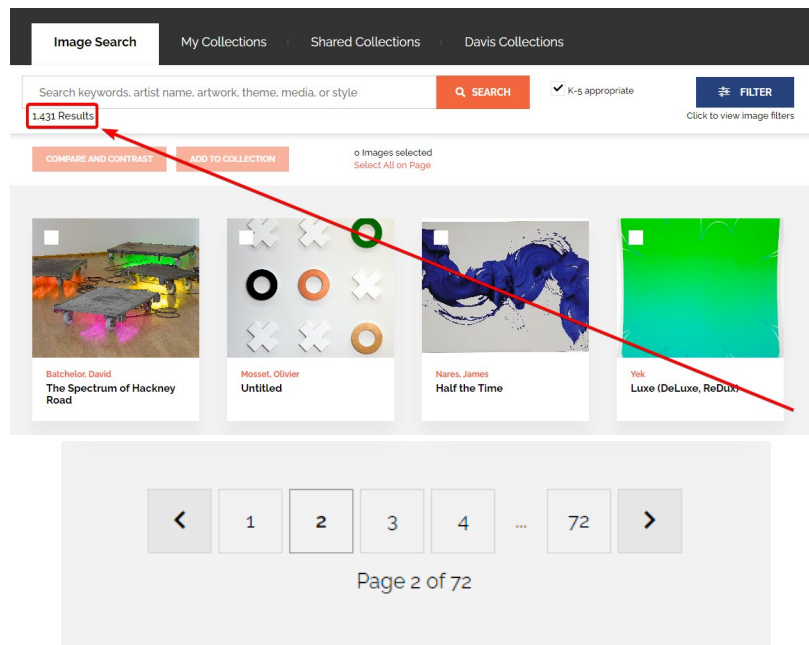 Image Search My Collections Shared Collections Davis Collections
Search keywords, artist name, artwork, theme, media, or style SEARCH K-5 appropriate FILTER
1,431 Results Click to view image filters
COMPARE AND CONTRAST ADD TO COLLECTION 0 Images selected
Select All on Page
Batchelor, David Mosset, Olivier Nares, James Yek
The Spectrum of Hackney Untitled Half the Time Luxe (DeLuxe, ReDux)
Road
1 2 3 4 ... 72
Page 2 of 72